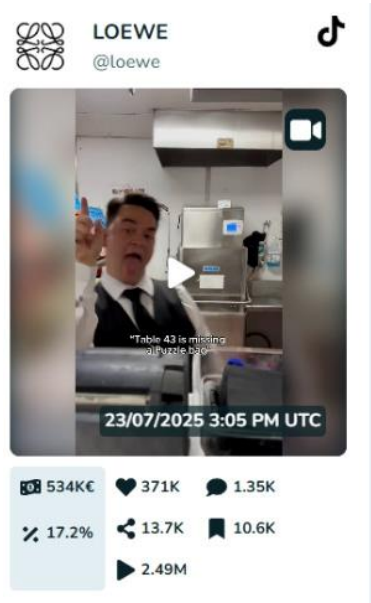 LOEWE
@loewe
"Table 43 is missing
a Puzzle bag"
23/07/2025 3:05 PM UTC
534K€
371K
1.35K
17.2%
13.7K
10.6K
2.49M